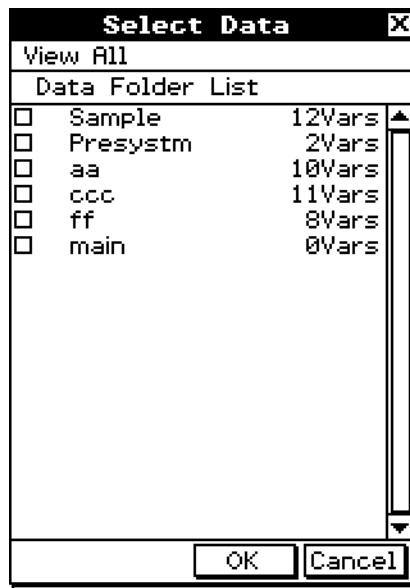 Select Data
View All
Data Folder List
Sample 12Vars
Presystm 2Vars
aa 10Vars
ccc 11Vars
ff 8Vars
main 0Vars
OK Cancel